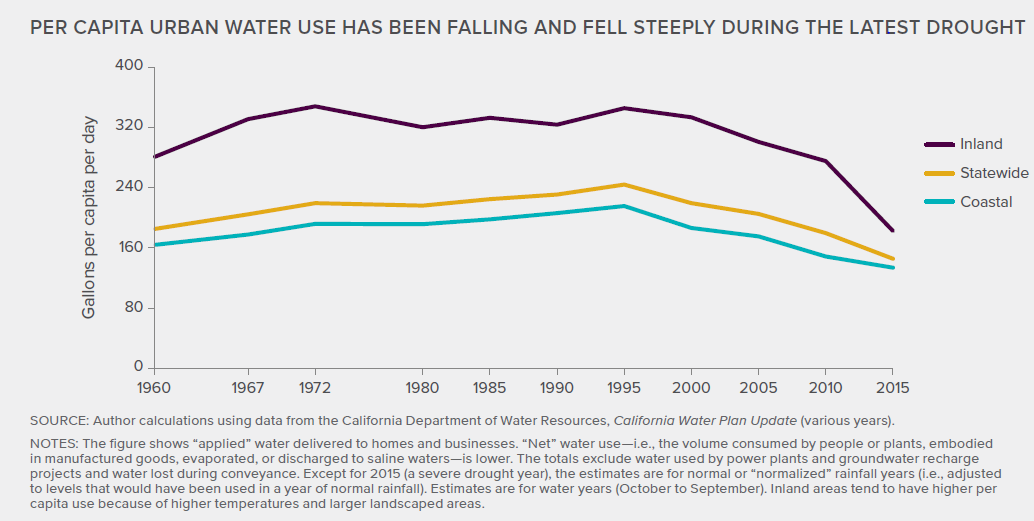 PER CAPITA URBAN WATER USE HAS BEEN FALLING AND FELL STEEPLY DURING THE LATEST DROUGHT
Gallons per capita per day
400
320
240
160
80
0
1960 1967 1972 1980 1985 1990 1995 2000 2005 2010 2015
Inland
Statewide
Coastal
SOURCE: Author calculations using data from the California Department of Water Resources, California Water Plan Update (various years).
NOTES: The figure shows “applied” water delivered to homes and businesses. “Net” water use—i.e., the volume consumed by people or plants, embodied
in manufactured goods, evaporated, or discharged to saline waters—is lower. The totals exclude water used by power plants and groundwater recharge
projects and water lost during conveyance. Except for 2015 (a severe drought year), the estimates are for normal or “normalized” rainfall years (i.e., adjusted
to levels that would have been used in a year of normal rainfall). Estimates are for water years (October to September). Inland areas tend to have higher per
capita use because of higher temperatures and larger landscaped areas.